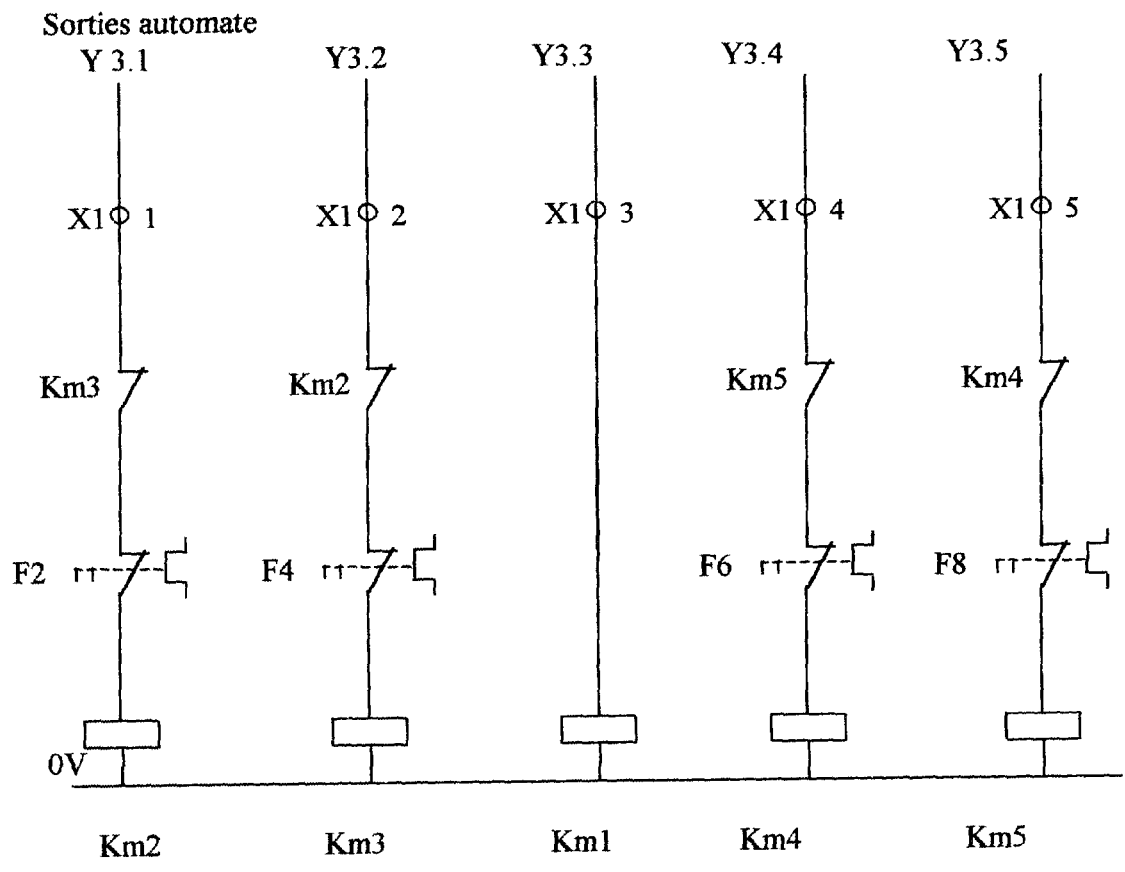 Sorties automate
Y 3.1 Y3.2 Y3.3 Y3.4 Y3.5
X1 1 X1 2 X1 3 X1 4 X1 5
Km3 Km2 Km5 Km4
F2 F4 F6 F8
0V
Km2 Km3 Km1 Km4 Km5